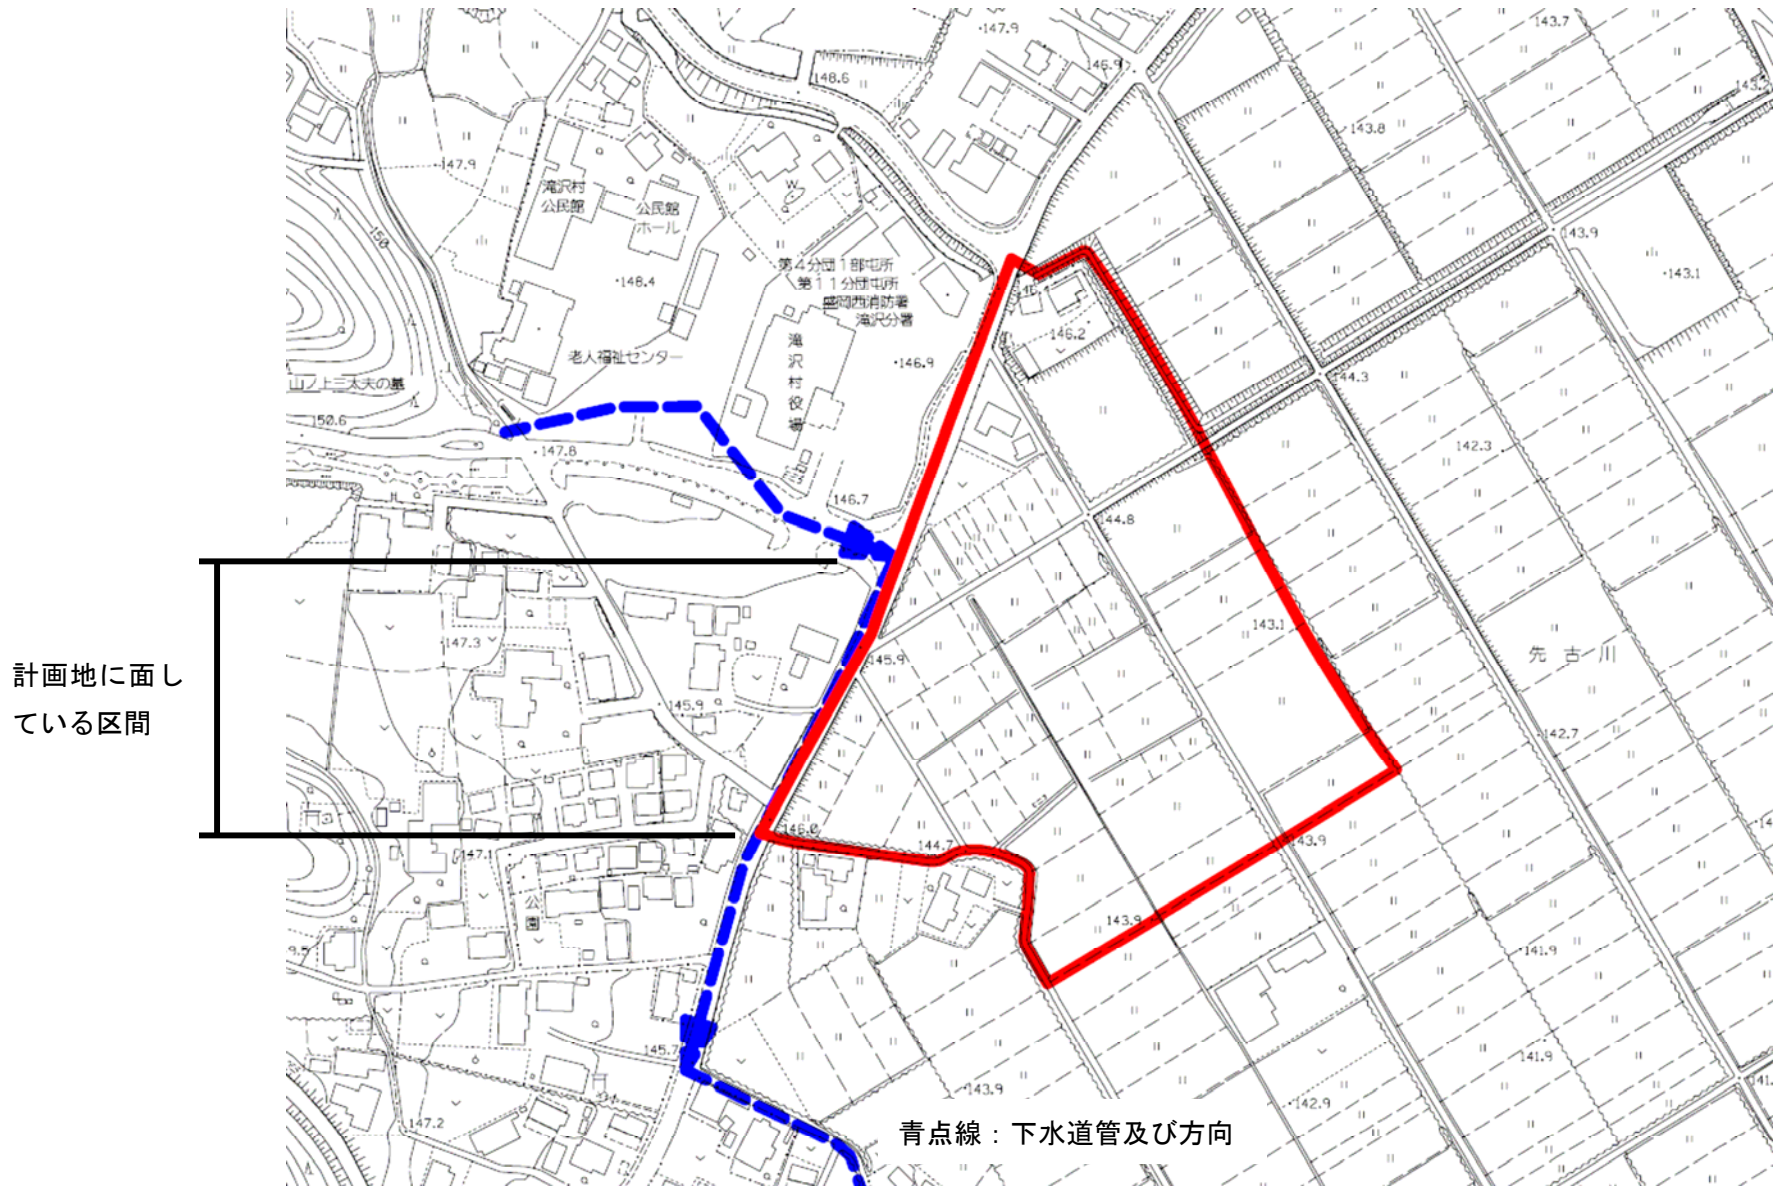 143.7
147.9
146.9
148.6
143.2
143.8
147.9
滝沢村
公民館
公民館
ホール
W
150
143.9
第4分団1部屯所
第11分団屯所
盛岡西消防署
滝沢分署
143.1
148.4
146.2
滝沢村役場
老人福祉センター
146.9
山ノ上三太夫の墓
144.3
150.6
142.3
147.8
146.7
144.8
143.1
147.3
先古川
145.9
計画地に面し
ている区間
145.9
142.7
146.0
144.7
143.9
147.1
公園
143.9
141.9
145.7
141.9
143.9
142.9
147.2
青点線：下水道管及び方向